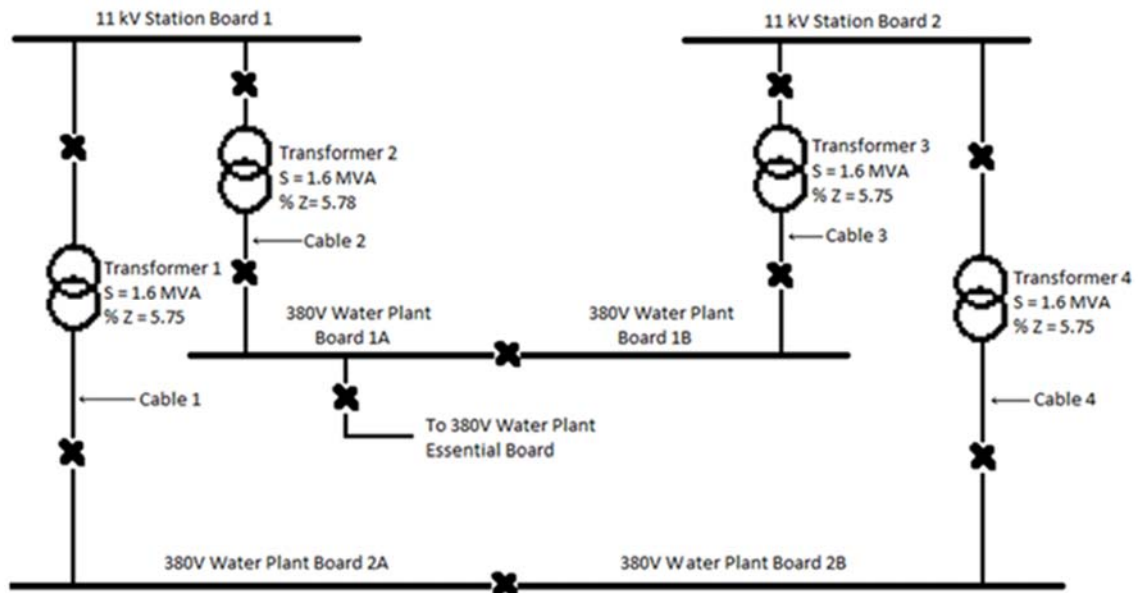 11 kV Station Board 1
11 kV Station Board 2
Transformer 2
S = 1.6 MVA
% Z= 5.78
Transformer 3
S = 1.6 MVA
% Z = 5.75
Cable 2
Cable 3
Transformer 1
S = 1.6 MVA
% Z = 5.75
Transformer 4
S = 1.6 MVA
% Z = 5.75
380V Water Plant
Board 1A
380V Water Plant
Board 1B
Cable 1
Cable 4
To 380V Water Plant
Essential Board
380V Water Plant Board 2A
380V Water Plant Board 2B